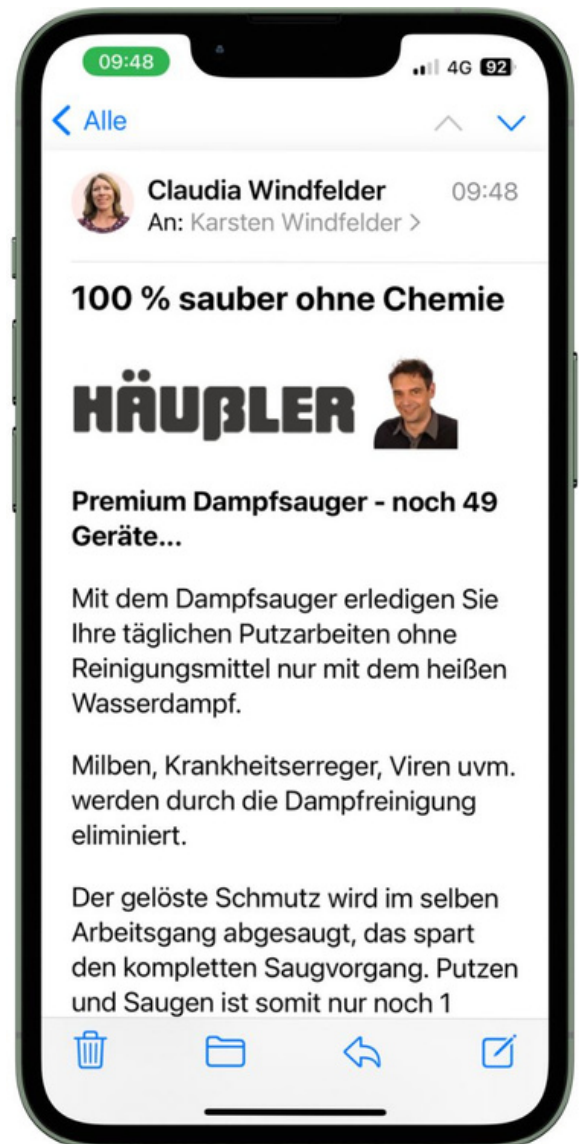 09:48
4G 92
Alle
Claudia Windfelder 09:48
An: Karsten Windfelder >
100 % sauber ohne Chemie
HÄUßLER
Premium Dampfsauger - noch 49
Geräte...
Mit dem Dampfsauger erledigen Sie
Ihre täglichen Putzarbeiten ohne
Reinigungsmittel nur mit dem heißen
Wasserdampf.
Milben, Krankheitserreger, Viren uvm.
werden durch die Dampfreinigung
eliminiert.
Der gelöste Schmutz wird im selben
Arbeitsgang abgesaugt, das spart
den kompletten Saugvorgang. Putzen
und Saugen ist somit nur noch 1